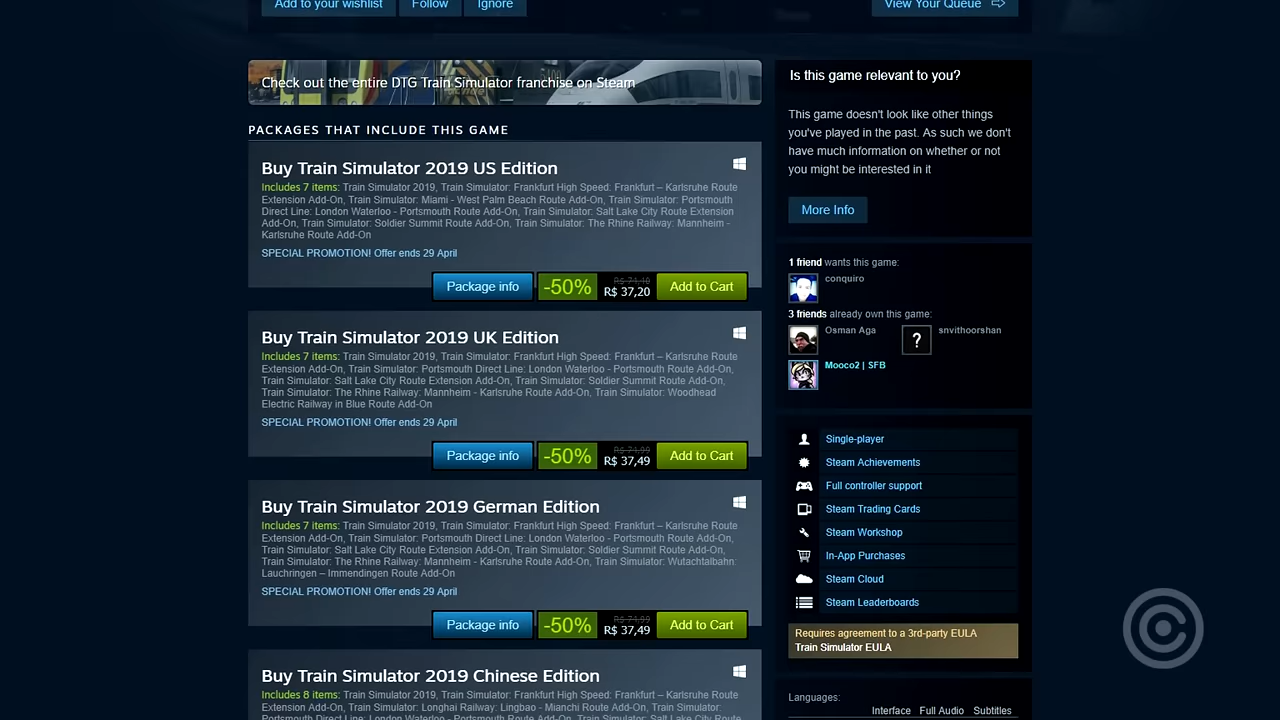 Add to your wishlist
Follow
Ignore
View Your Queue
Check out the entire DTG Train Simulator franchise on Steam
PACKAGES THAT INCLUDE THIS GAME
Buy Train Simulator 2019 US Edition
Includes 7 items: Train Simulator 2019, Train Simulator: Frankfurt High Speed: Frankfurt – Karlsruhe Route
Extension Add-On, Train Simulator: Miami - West Palm Beach Route Add-On, Train Simulator: Portsmouth
Direct Line: London Waterloo - Portsmouth Route Add-On, Train Simulator: Salt Lake City Route Extension
Add-On, Train Simulator: Soldier Summit Route Add-On, Train Simulator: The Rhine Railway: Mannheim -
Karlsruhe Route Add-On
SPECIAL PROMOTION! Offer ends 29 April
Package info
-50%
R$ 37,20
Add to Cart
Buy Train Simulator 2019 UK Edition
Includes 7 items: Train Simulator 2019, Train Simulator: Frankfurt High Speed: Frankfurt – Karlsruhe Route
Extension Add-On, Train Simulator: Portsmouth Direct Line: London Waterloo - Portsmouth Route Add-On,
Train Simulator: Salt Lake City Route Extension Add-On, Train Simulator: Soldier Summit Route Add-On,
Train Simulator: The Rhine Railway: Mannheim - Karlsruhe Route Add-On, Train Simulator: Woodhead
Electric Railway in Blue Route Add-On
SPECIAL PROMOTION! Offer ends 29 April
Package info
-50%
R$ 37,49
Add to Cart
Buy Train Simulator 2019 German Edition
Includes 7 items: Train Simulator 2019, Train Simulator: Frankfurt High Speed: Frankfurt – Karlsruhe Route
Extension Add-On, Train Simulator: Portsmouth Direct Line: London Waterloo - Portsmouth Route Add-On,
Train Simulator: Salt Lake City Route Extension Add-On, Train Simulator: Soldier Summit Route Add-On,
Train Simulator: The Rhine Railway: Mannheim - Karlsruhe Route Add-On, Train Simulator: Wutachtalbahn:
Lauchringen – Immendingen Route Add-On
SPECIAL PROMOTION! Offer ends 29 April
Package info
-50%
R$ 37,49
Add to Cart
Buy Train Simulator 2019 Chinese Edition
Includes 8 items: Train Simulator 2019, Train Simulator: Frankfurt High Speed: Frankfurt – Karlsruhe Route
Extension Add-On, Train Simulator: Longhai Railway: Lingbao - Mianchi Route Add-On, Train Simulator:
Portsmouth Direct Line: London Waterloo - Portsmouth Route Add-On, Train Simulator: Salt Lake City Route
Is this game relevant to you?
This game doesn't look like other things
you've played in the past. As such we don't
have much information on whether or not
you might be interested in it
More Info
1 friend wants this game:
conquiro
3 friends already own this game:
Osman Aga
?
snvithoorshan
Mooco2 | SFB
Single-player
Steam Achievements
Full controller support
Steam Trading Cards
Steam Workshop
In-App Purchases
Steam Cloud
Steam Leaderboards
Requires agreement to a 3rd-party EULA
Train Simulator EULA
Languages:
Interface
Full Audio
Subtitles